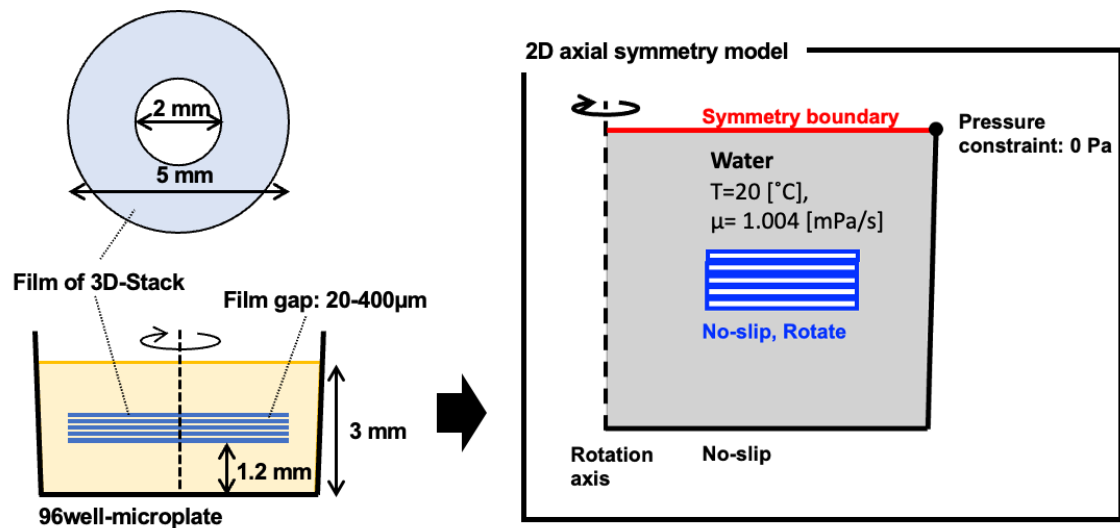 2 mm
5 mm
Film of 3D-Stack
Film gap: 20-400μm
3 mm
1.2 mm
96well-microplate
2D axial symmetry model
Symmetry boundary
Pressure
constraint: 0 Pa
Water
T=20 [˚C],
μ= 1.004 [mPa/s]
No-slip, Rotate
Rotation
axis
No-slip